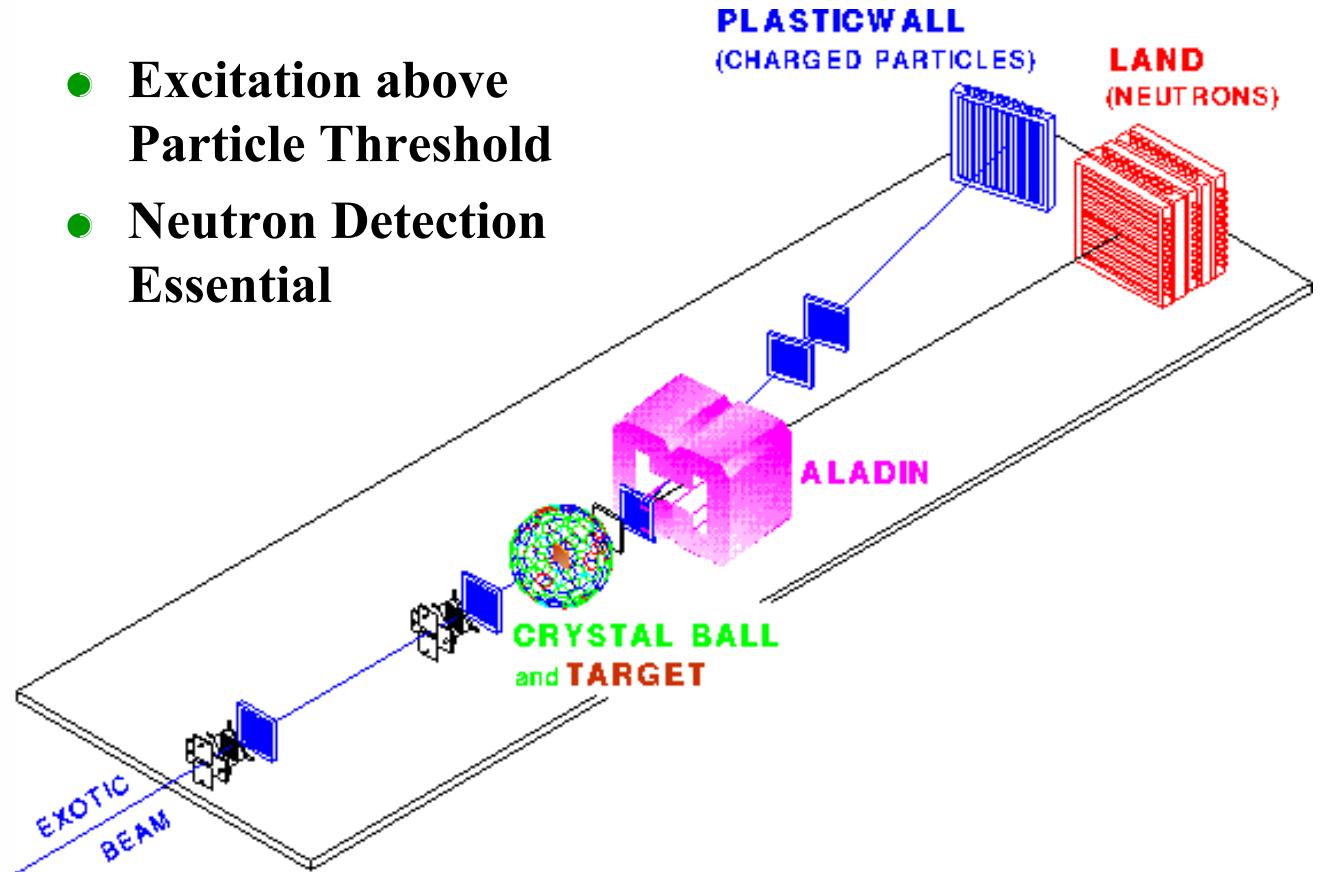 Excitation above
Particle Threshold
Neutron Detection
Essential
PLASTICWALL
(CHARGED PARTICLES)
LAND
(NEUTRONS)
ALADIN
CRYSTAL BALL
and TARGET
EXOTIC
BEAM